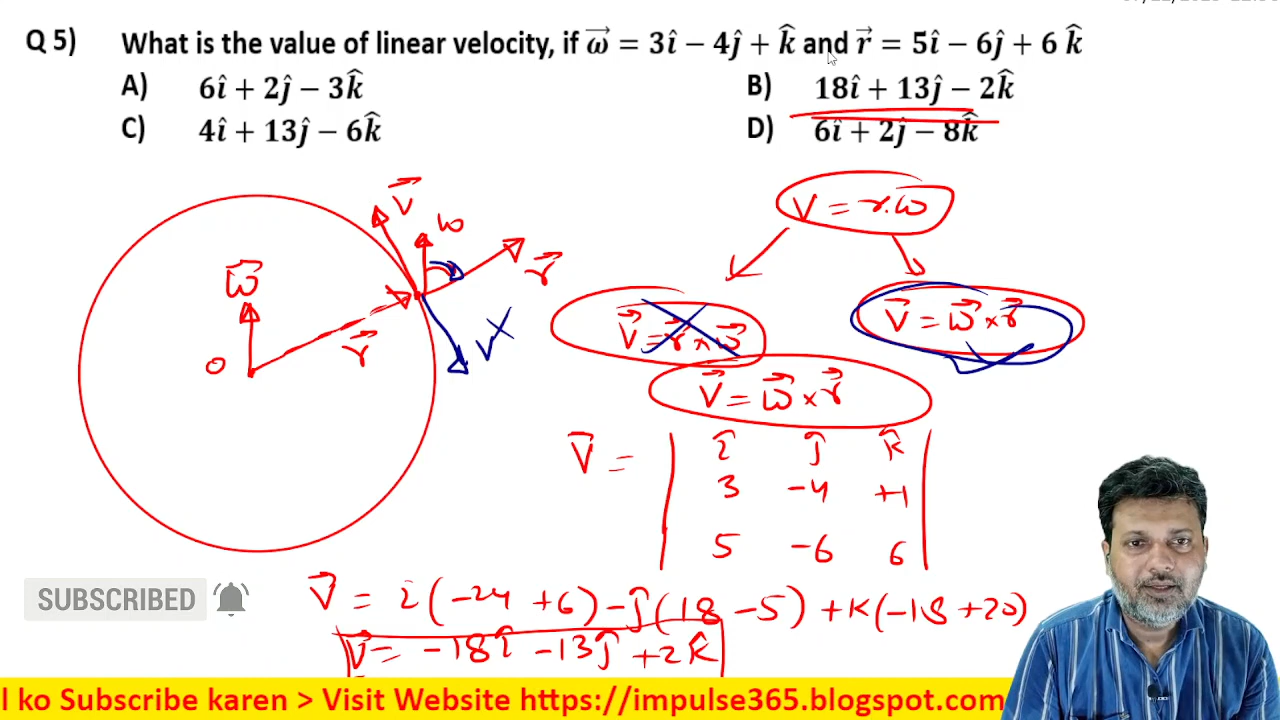 Q 5) What is the value of linear velocity, if ω⃗ = 3î − 4ĵ + k̂ and r⃗ = 5î − 6ĵ + 6 k̂
A) 6î + 2ĵ − 3k̂
B) 18î + 13ĵ − 2k̂
C) 4î + 13ĵ − 6k̂
D) 6î + 2ĵ − 8k̂
V⃗
ω
r⃗
ω⃗
r⃗
O
V ×
V = r.ω
V⃗ = r⃗ × ω⃗
V⃗ = ω⃗ × r⃗
V⃗ = ω⃗ × r⃗
V⃗ = | î ĵ k̂ |
| 3 -4 +1 |
| 5 -6 6 |
V⃗ = î(-24 +6) -ĵ(18 -5) +k(-18 +20)
V⃗ = -18î -13ĵ +2k̂
SUBSCRIBED
l ko Subscribe karen > Visit Website https://impulse365.blogspot.com